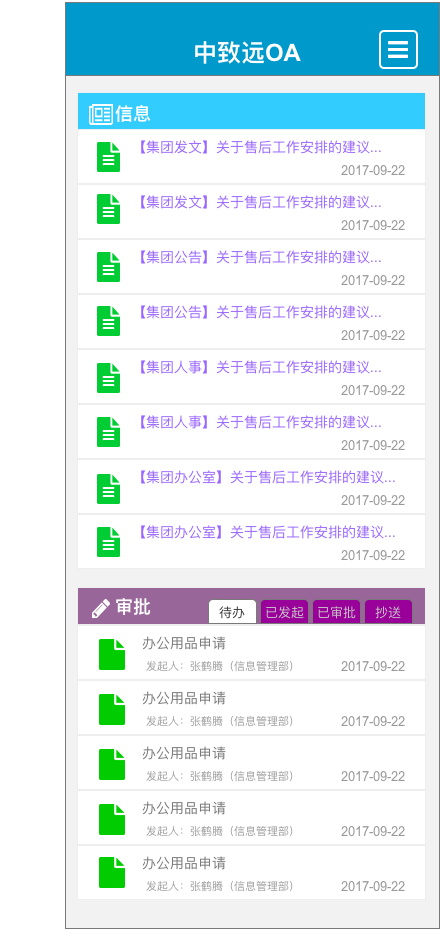 中致远OA
信息
【集团发文】关于售后工作安排的建议...
2017-09-22
【集团发文】关于售后工作安排的建议...
2017-09-22
【集团公告】关于售后工作安排的建议...
2017-09-22
【集团公告】关于售后工作安排的建议...
2017-09-22
【集团人事】关于售后工作安排的建议...
2017-09-22
【集团人事】关于售后工作安排的建议...
2017-09-22
【集团办公室】关于售后工作安排的建议...
2017-09-22
【集团办公室】关于售后工作安排的建议...
2017-09-22
审批 待办 已发起 已审批 抄送
办公用品申请
发起人：张鹤腾（信息管理部） 2017-09-22
办公用品申请
发起人：张鹤腾（信息管理部） 2017-09-22
办公用品申请
发起人：张鹤腾（信息管理部） 2017-09-22
办公用品申请
发起人：张鹤腾（信息管理部） 2017-09-22
办公用品申请
发起人：张鹤腾（信息管理部） 2017-09-22